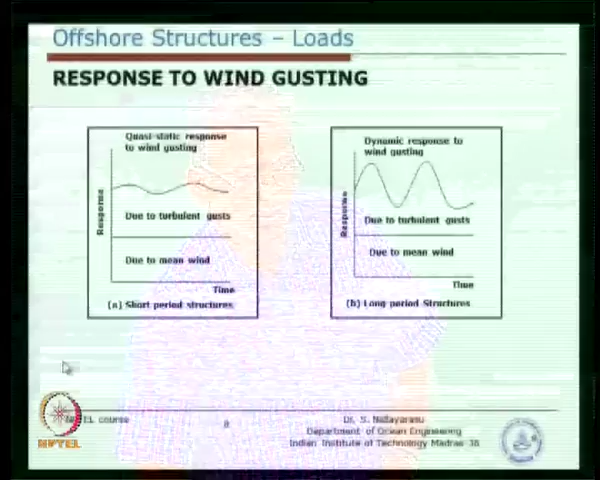 Offshore Structures – Loads
RESPONSE TO WIND GUSTING
Quasi-static response
to wind gusting
Response
Due to turbulent gusts
Due to mean wind
Time
(a) Short period structures
Dynamic response to
wind gusting
Response
Due to turbulent gusts
Due to mean wind
Time
(b) Long period Structures
NPTEL course
8
Dr. S. Nallayarasu
Department of Ocean Engineering
Indian Institute of Technology Madras-36
NPTEL